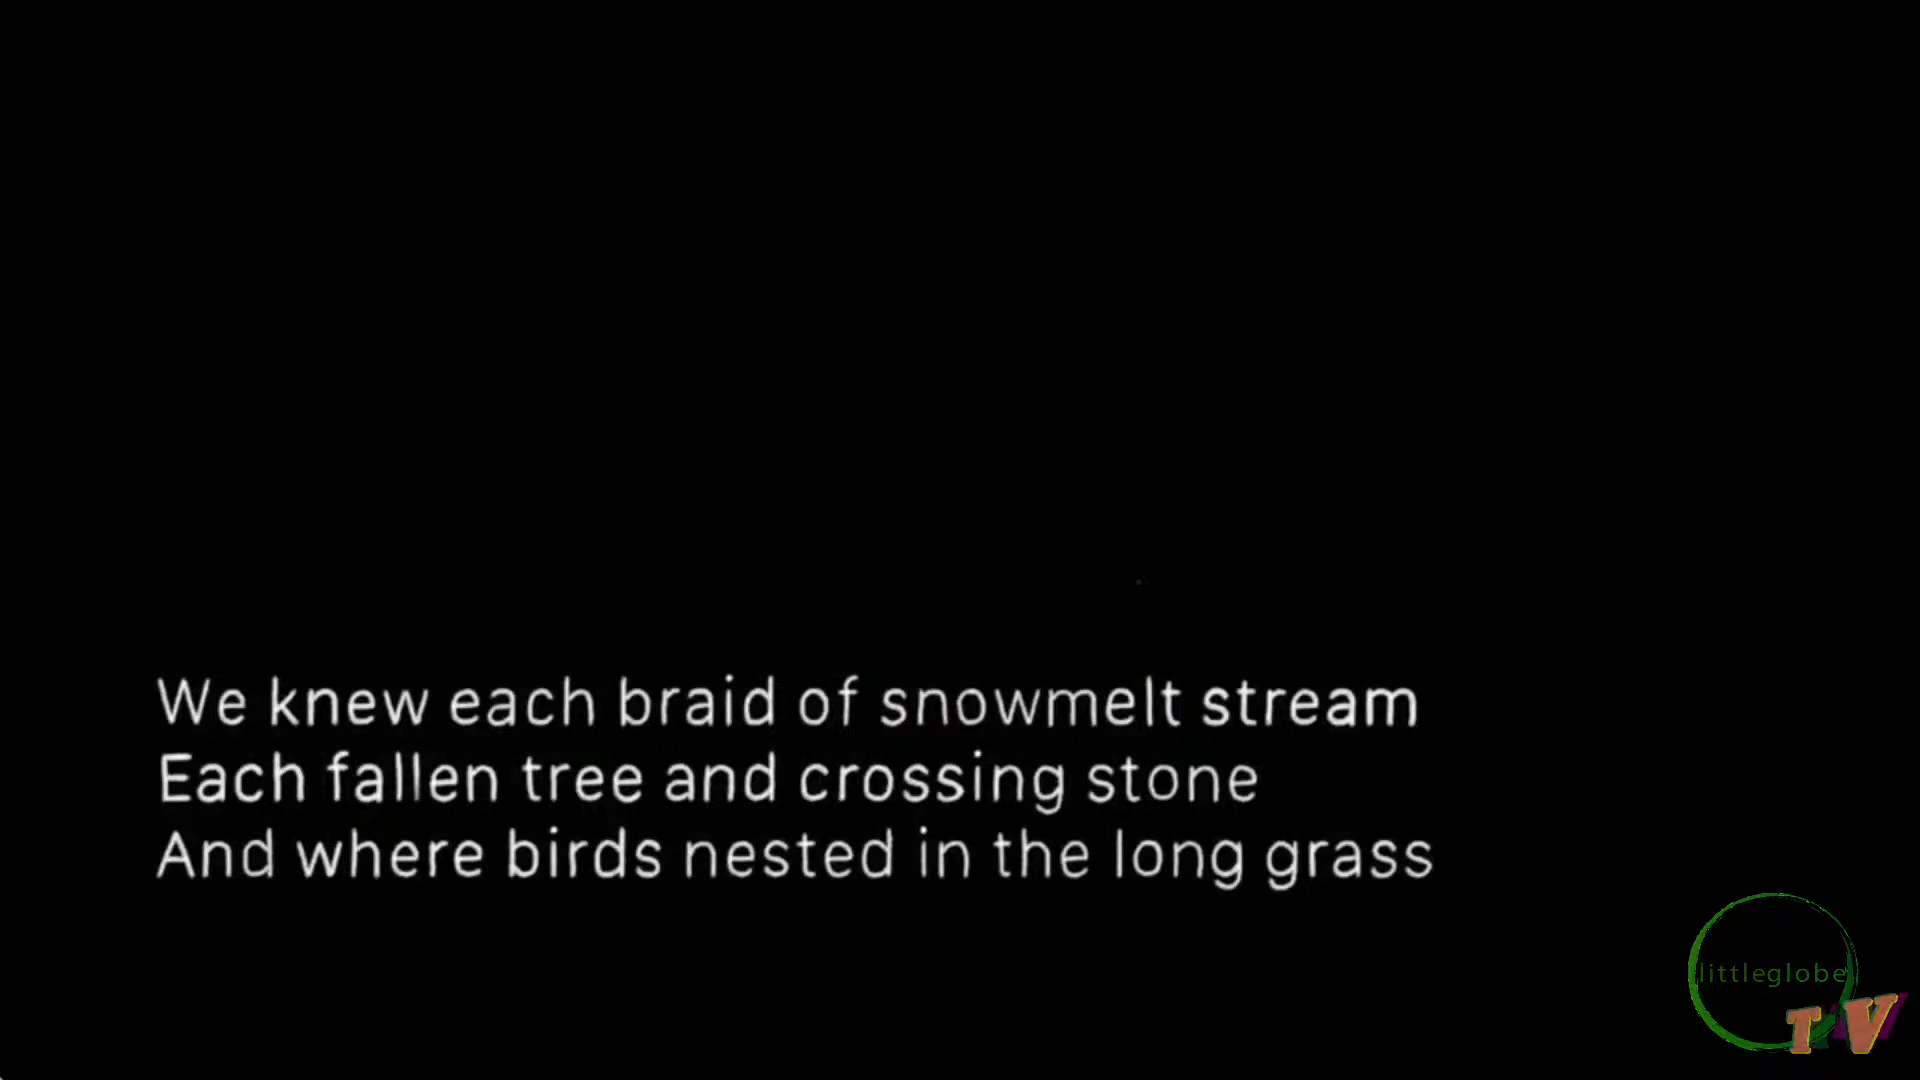 We knew each braid of snowmelt stream
Each fallen tree and crossing stone
And where birds nested in the long grass
littleglobe
TV